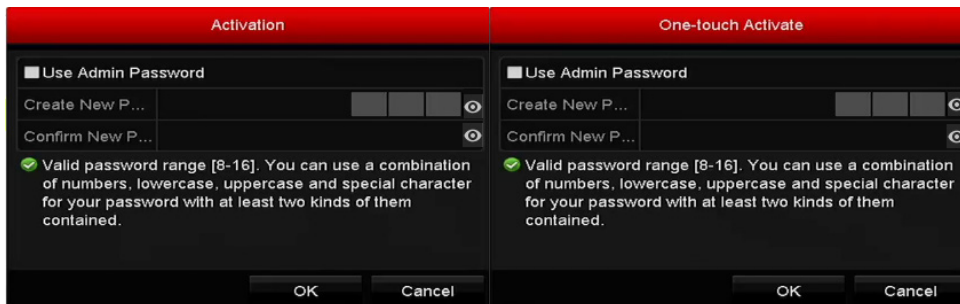 Activation
Use Admin Password
Create New P...
Confirm New P...
Valid password range [8-16]. You can use a combination
of numbers, lowercase, uppercase and special character
for your password with at least two kinds of them
contained.
OK Cancel
One-touch Activate
Use Admin Password
Create New P...
Confirm New P...
Valid password range [8-16]. You can use a combination
of numbers, lowercase, uppercase and special character
for your password with at least two kinds of them
contained.
OK Cancel